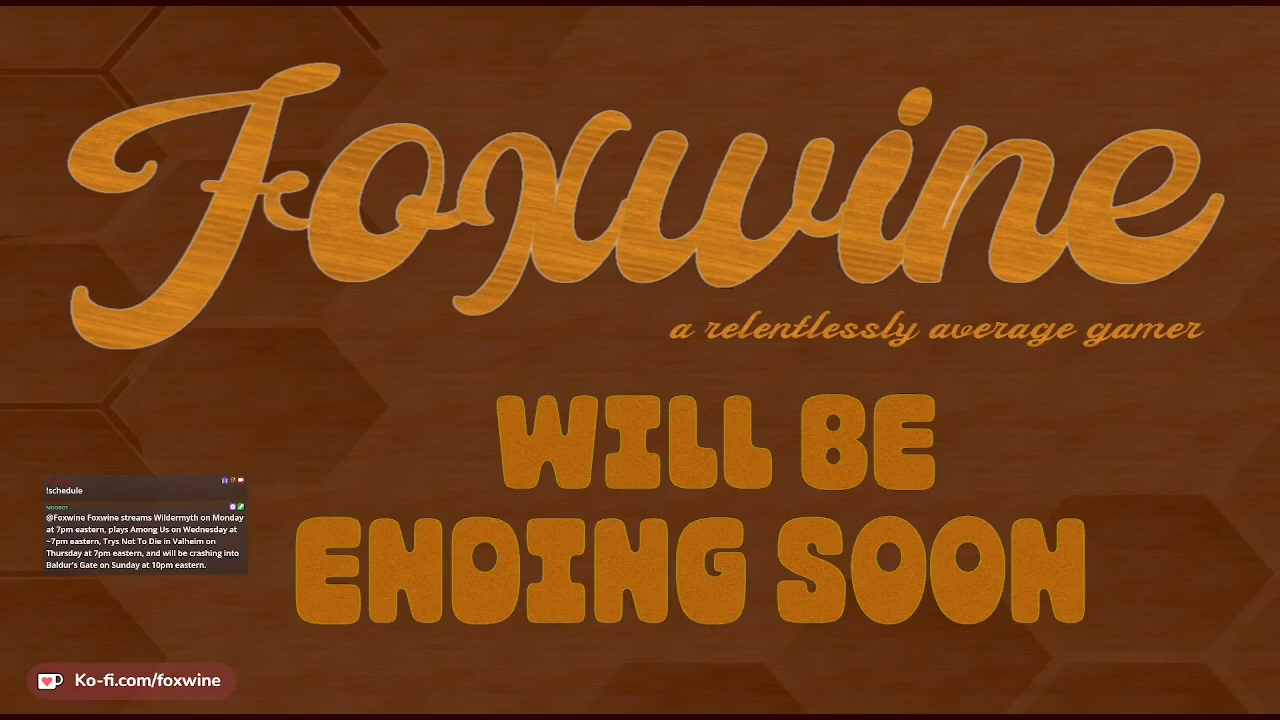 Foxwine
a relentlessly average gamer
WILL BE
ENDING SOON
!schedule
MOOBOT
@Foxwine Foxwine streams Wildermyth on Monday
at 7pm eastern, plays Among Us on Wednesday at
~7pm eastern, Trys Not To Die in Valheim on
Thursday at 7pm eastern, and will be crashing into
Baldur's Gate on Sunday at 10pm eastern.
Ko-fi.com/foxwine